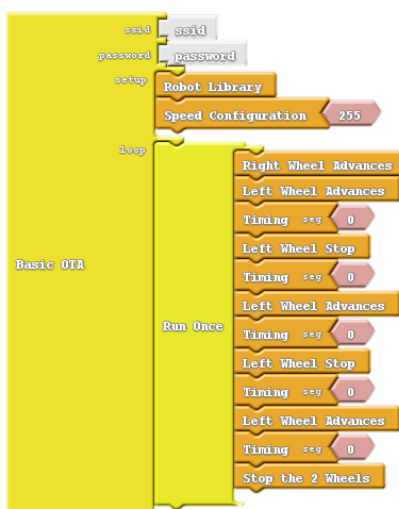 ssid ssid
password password
setup Robot Library
Speed Configuration 255
loop
Right Wheel Advances
Left Wheel Advances
Timing seg 0
Left Wheel Stop
Timing seg 0
Basic OTA
Left Wheel Advances
Run Once
Timing seg 0
Left Wheel Stop
Timing seg 0
Left Wheel Advances
Timing seg 0
Stop the 2 Wheels